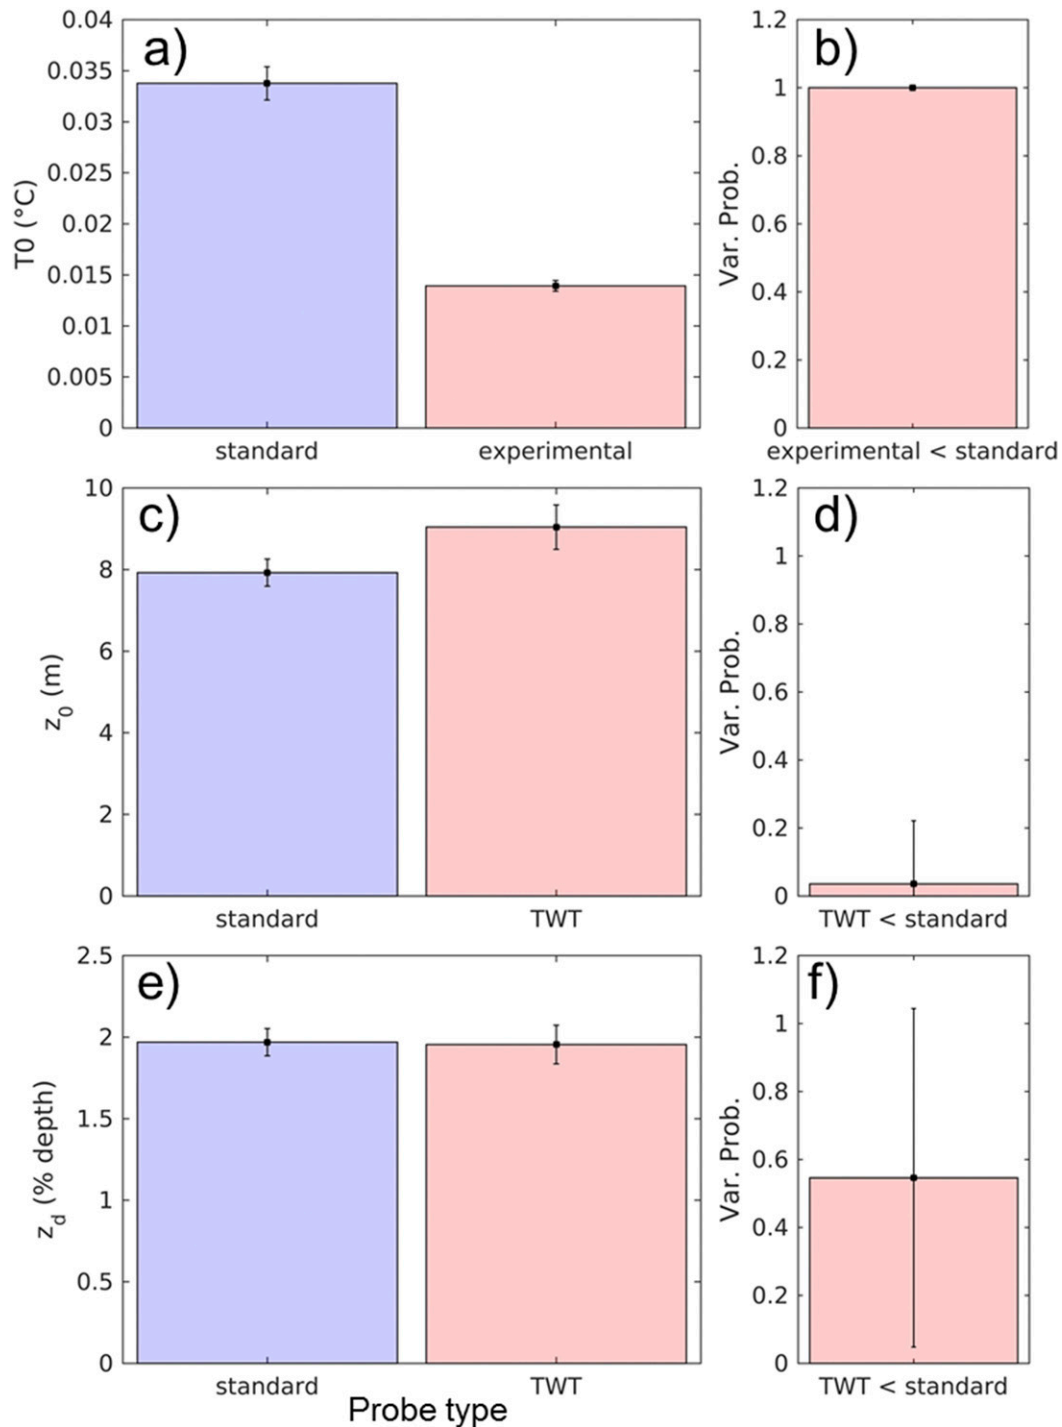 a)
T0 (°C)
0.04
0.035
0.03
0.025
0.02
0.015
0.01
0.005
0
standard
experimental
b)
Var. Prob.
1.2
1
0.8
0.6
0.4
0.2
0
experimental < standard
c)
z0 (m)
10
8
6
4
2
0
standard
TWT
d)
Var. Prob.
1.2
1
0.8
0.6
0.4
0.2
0
TWT < standard
e)
zd (% depth)
2.5
2
1.5
1
0.5
0
standard
TWT
f)
Var. Prob.
1.2
1
0.8
0.6
0.4
0.2
0
TWT < standard
Probe type